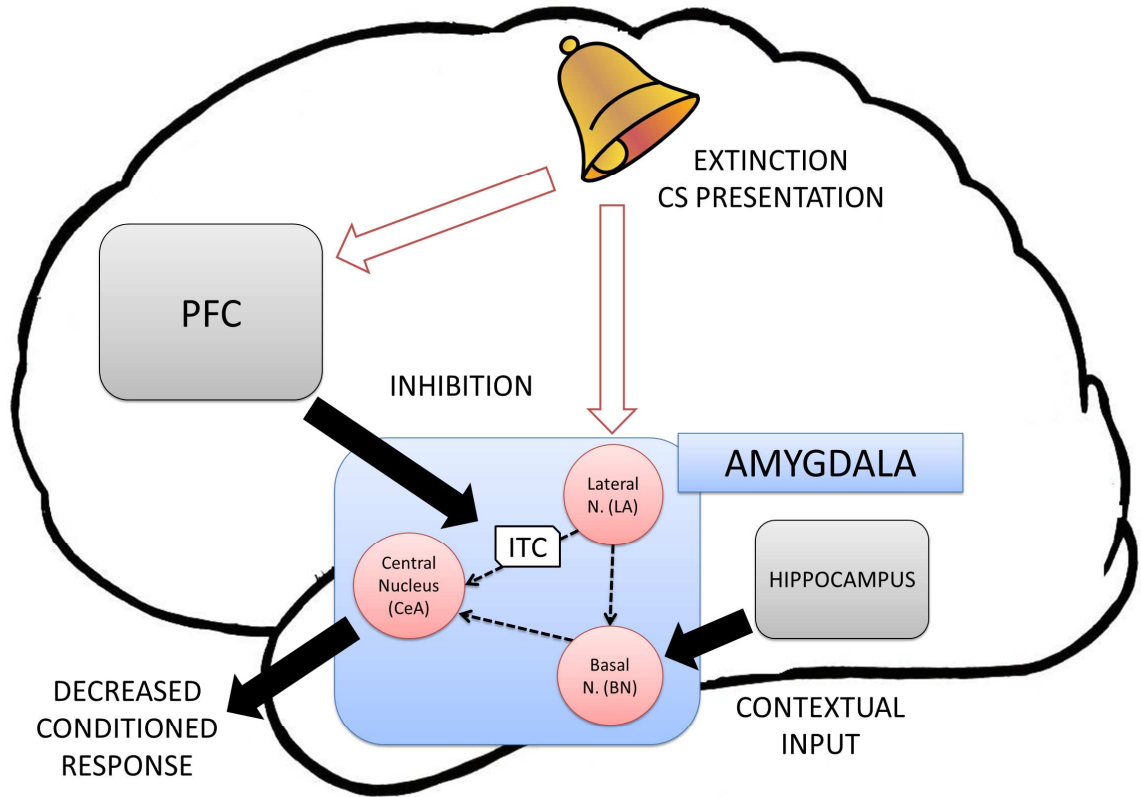 EXTINCTION
CS PRESENTATION
PFC
INHIBITION
AMYGDALA
Lateral
N. (LA)
ITC
Central
Nucleus
(CeA)
HIPPOCAMPUS
Basal
N. (BN)
DECREASED
CONDITIONED
RESPONSE
CONTEXTUAL
INPUT